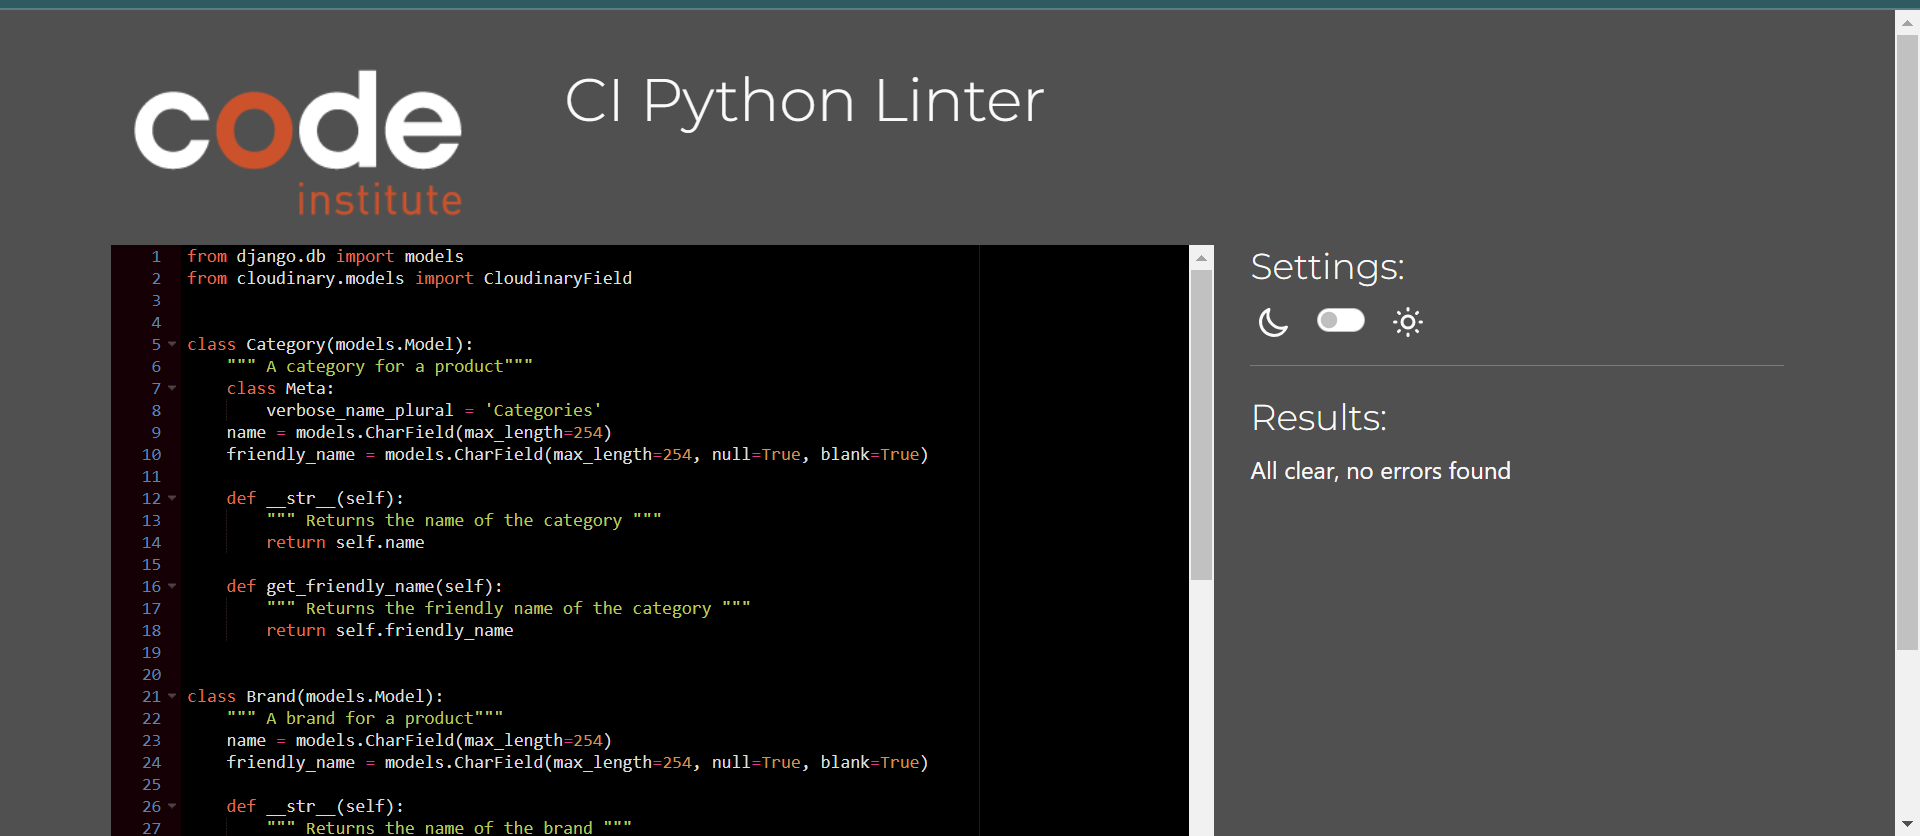 code
institute
CI Python Linter
1 from django.db import models
2 from cloudinary.models import CloudinaryField
3
4
5 class Category(models.Model):
6     """ A category for a product"""
7     class Meta:
8         verbose_name_plural = 'Categories'
9     name = models.CharField(max_length=254)
10     friendly_name = models.CharField(max_length=254, null=True, blank=True)
11
12     def __str__(self):
13         """ Returns the name of the category """
14         return self.name
15
16     def get_friendly_name(self):
17         """ Returns the friendly name of the category """
18         return self.friendly_name
19
20
21 class Brand(models.Model):
22     """ A brand for a product"""
23     name = models.CharField(max_length=254)
24     friendly_name = models.CharField(max_length=254, null=True, blank=True)
25
26     def __str__(self):
27         """ Returns the name of the brand """
Settings:
Results:
All clear, no errors found